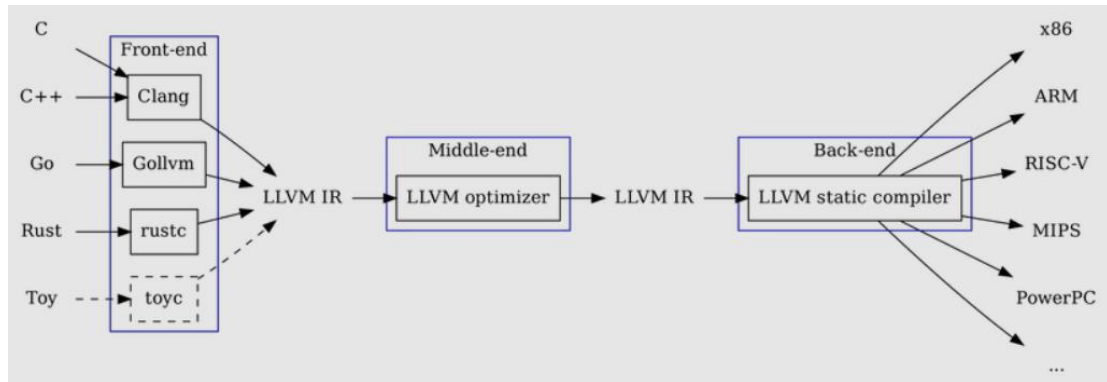 C
C++
Go
Rust
Toy
Front-end
Clang
Gollvm
rustc
toyc
LLVM IR
Middle-end
LLVM optimizer
LLVM IR
Back-end
LLVM static compiler
x86
ARM
RISC-V
MIPS
PowerPC
...